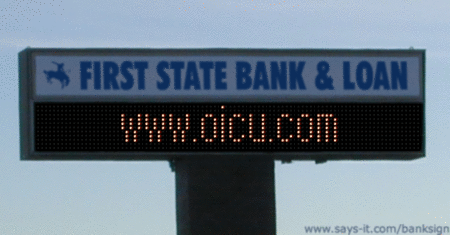 FIRST STATE BANK & LOAN
www.oicu.com
www.says-it.com/banksign